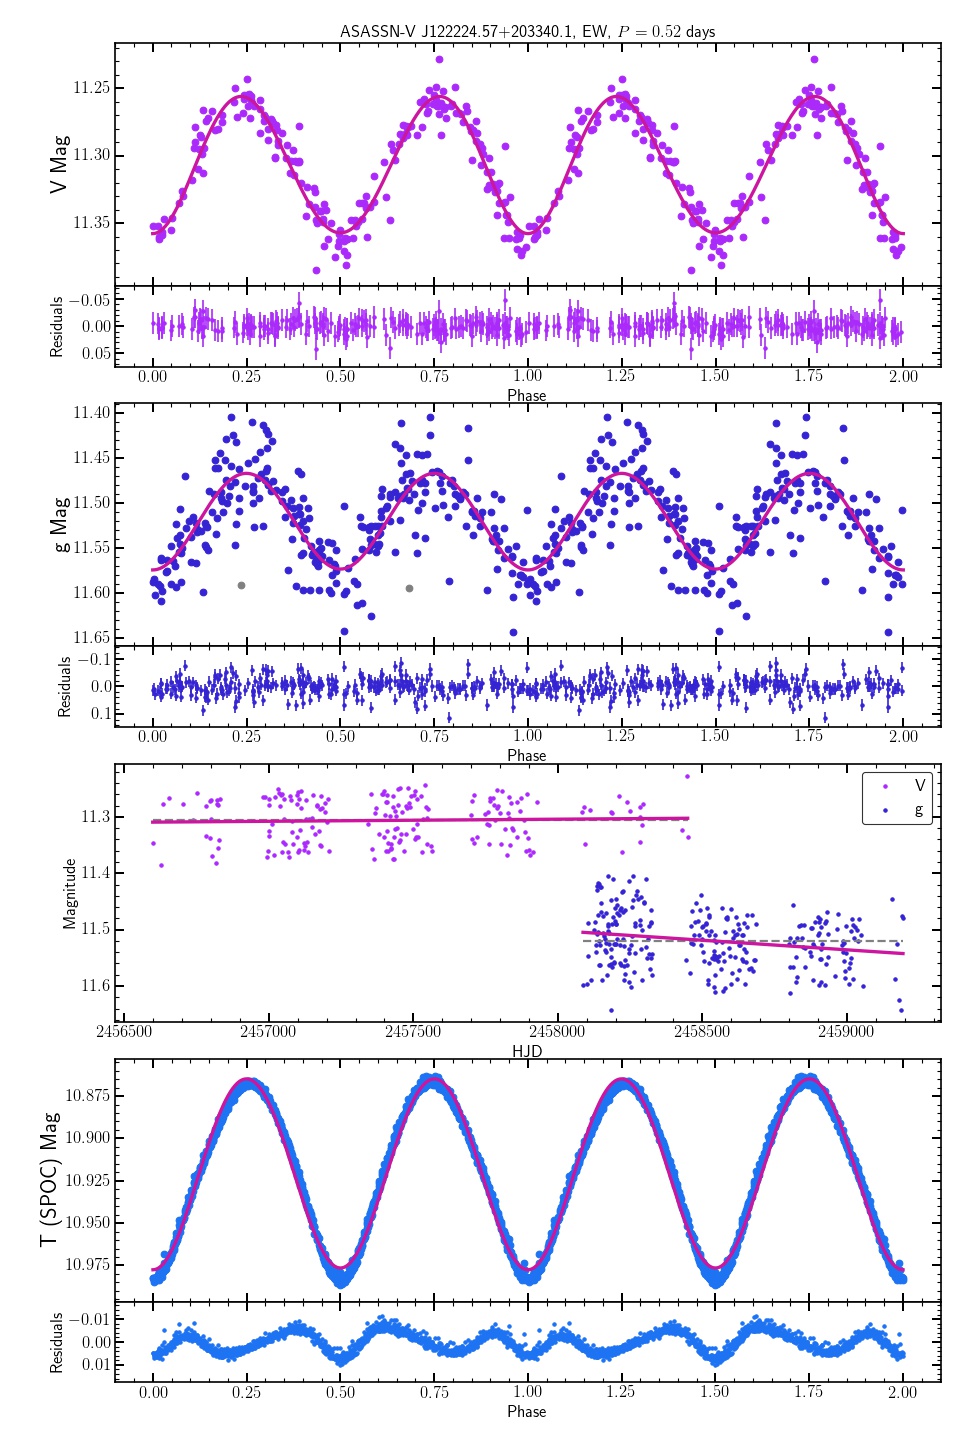 ASASSN-V J122224.57+203340.1, EW, P = 0.52 days
V Mag
11.25
11.30
11.35
Residuals
−0.05
0.00
0.05
0.00 0.25 0.50 0.75 1.00 1.25 1.50 1.75 2.00
Phase
g Mag
11.40
11.45
11.50
11.55
11.60
11.65
Residuals
−0.1
0.0
0.1
0.00 0.25 0.50 0.75 1.00 1.25 1.50 1.75 2.00
Phase
Magnitude
11.3
11.4
11.5
11.6
V
g
2456500 2457000 2457500 2458000 2458500 2459000
HJD
T (SPOC) Mag
10.875
10.900
10.925
10.950
10.975
Residuals
−0.01
0.00
0.01
0.00 0.25 0.50 0.75 1.00 1.25 1.50 1.75 2.00
Phase